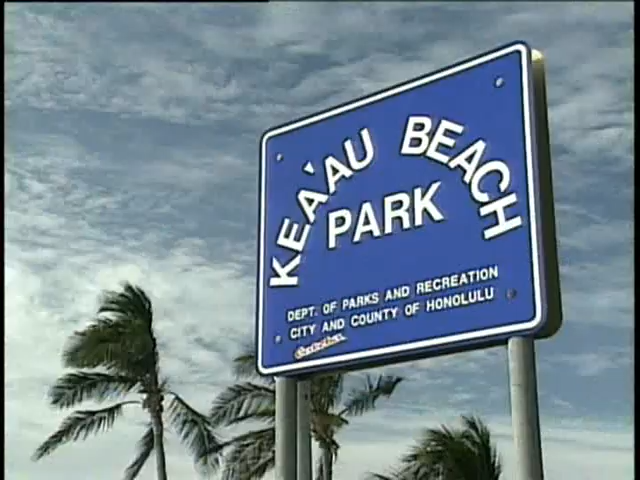 KEA'AU BEACH
PARK
DEPT. OF PARKS AND RECREATION
CITY AND COUNTY OF HONOLULU